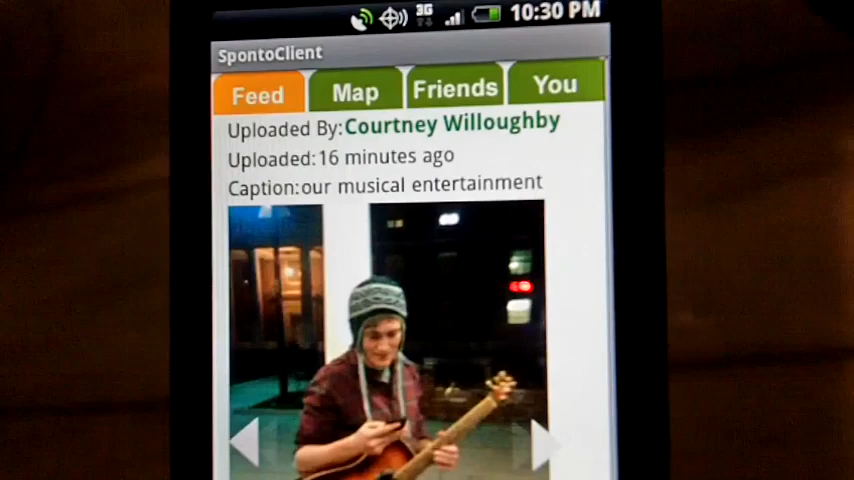 3G 10:30 PM
SpontoClient
Feed Map Friends You
Uploaded By:Courtney Willoughby
Uploaded:16 minutes ago
Caption:our musical entertainment